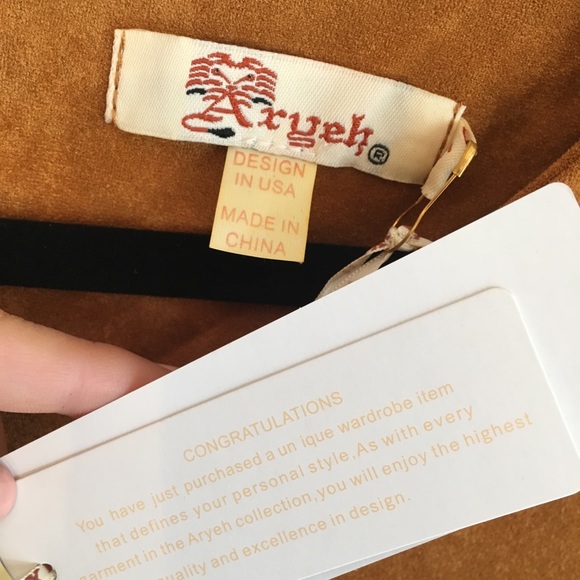 Aryeh®
DESIGN
IN USA
MADE IN
CHINA
CONGRATULATIONS
You have just purchased a un ique wardrobe item
that defines your personal style.As with every
garment in the Aryeh collection,you will enjoy the highest
quality and excellence in design.